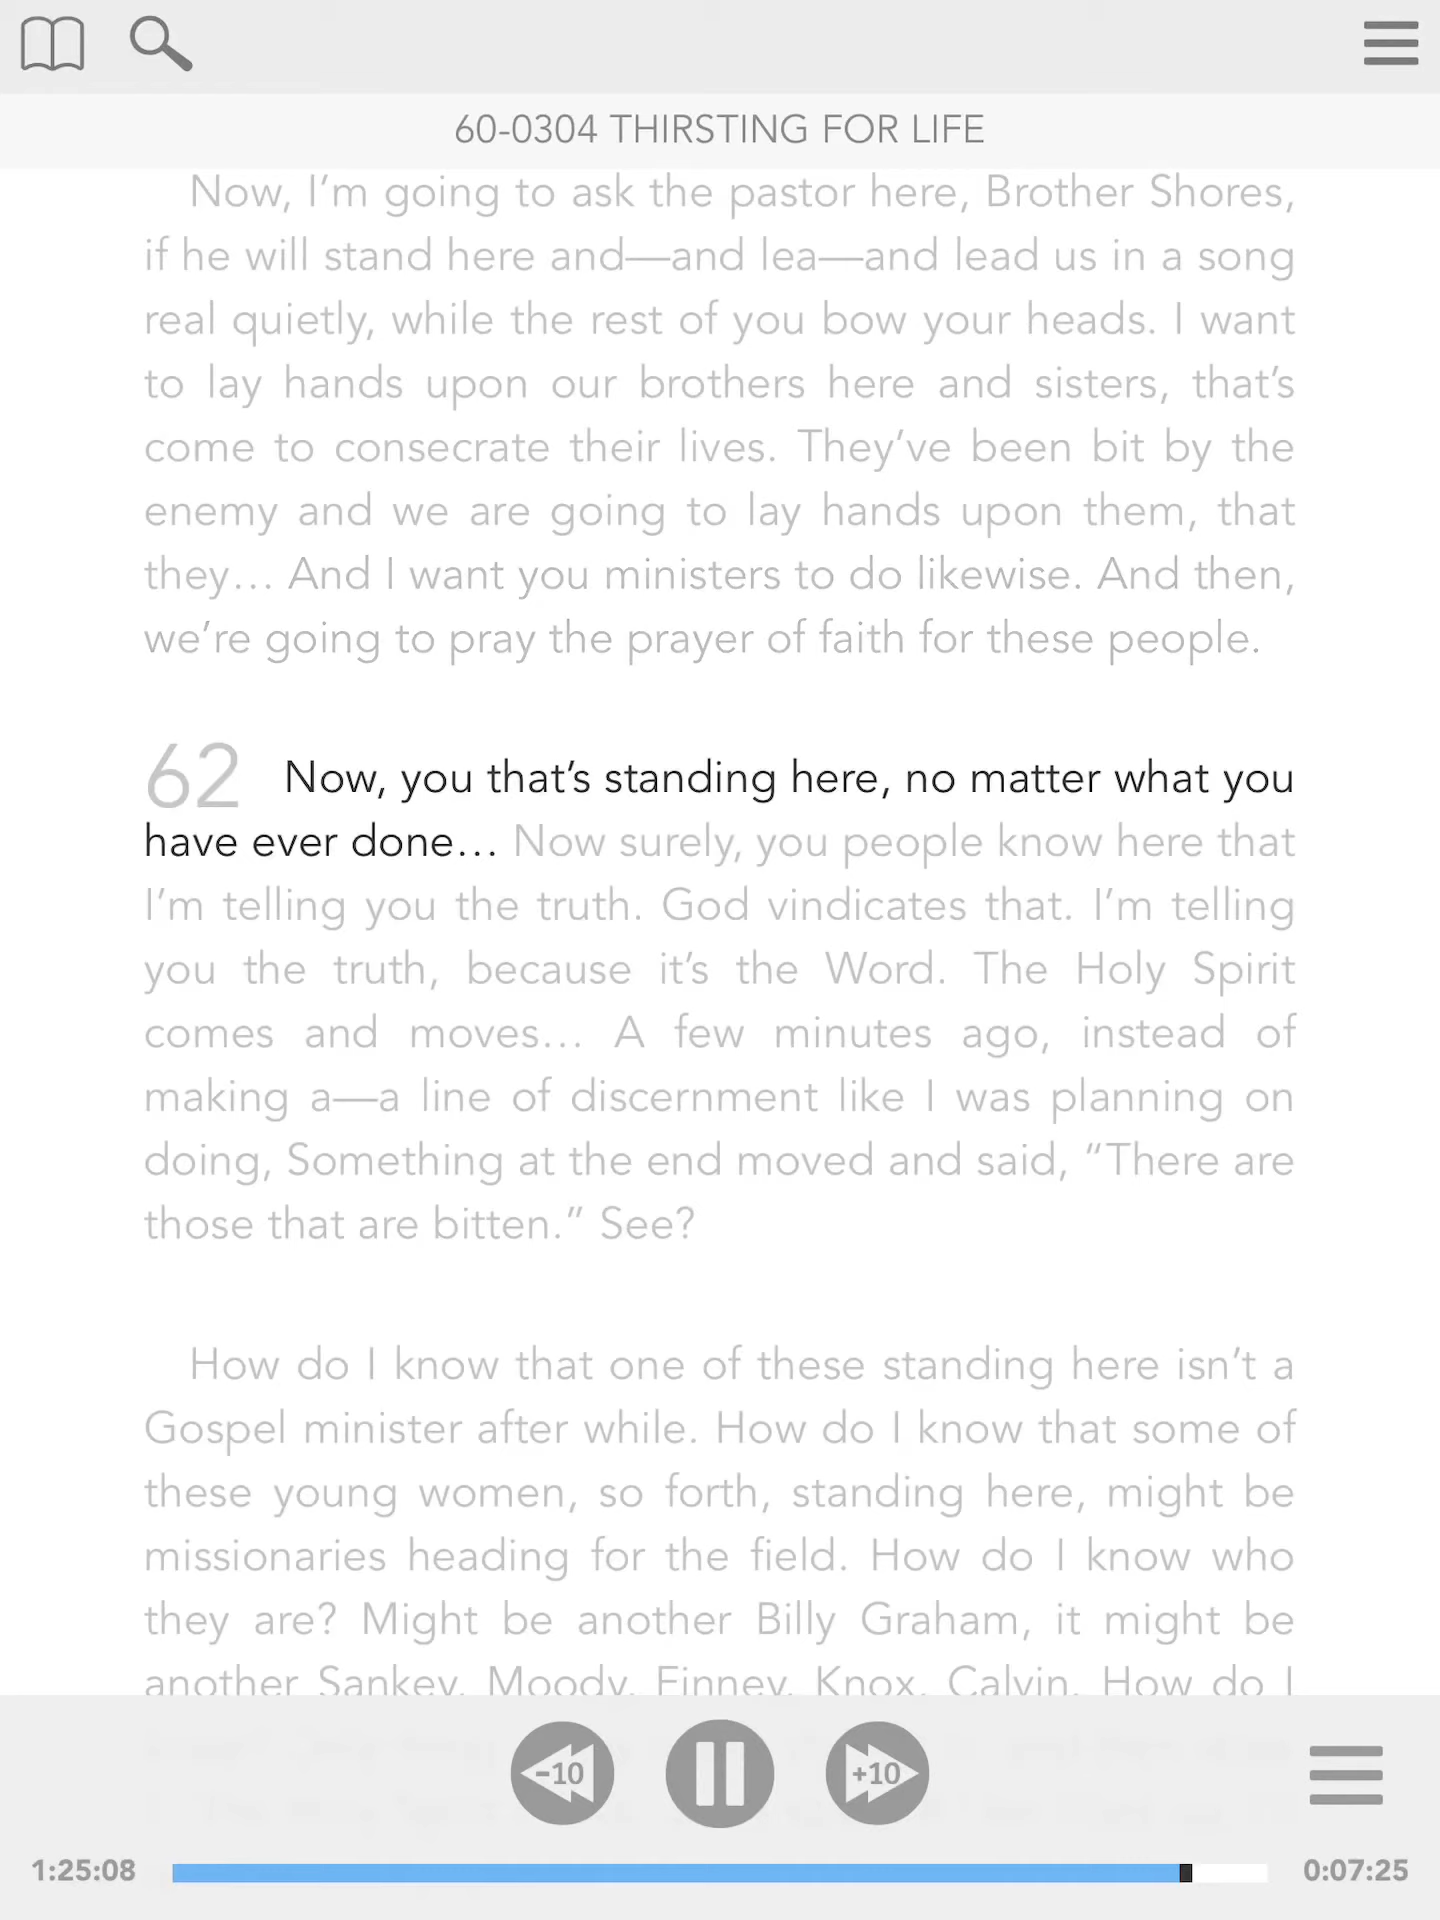 60-0304 THIRSTING FOR LIFE
Now, I’m going to ask the pastor here, Brother Shores,
if he will stand here and—and lea—and lead us in a song
real quietly, while the rest of you bow your heads. I want
to lay hands upon our brothers here and sisters, that’s
come to consecrate their lives. They’ve been bit by the
enemy and we are going to lay hands upon them, that
they… And I want you ministers to do likewise. And then,
we’re going to pray the prayer of faith for these people.
62 Now, you that’s standing here, no matter what you
have ever done… Now surely, you people know here that
I’m telling you the truth. God vindicates that. I’m telling
you the truth, because it’s the Word. The Holy Spirit
comes and moves… A few minutes ago, instead of
making a—a line of discernment like I was planning on
doing, Something at the end moved and said, “There are
those that are bitten.” See?
How do I know that one of these standing here isn’t a
Gospel minister after while. How do I know that some of
these young women, so forth, standing here, might be
missionaries heading for the field. How do I know who
they are? Might be another Billy Graham, it might be
another Sankey, Moody, Finney, Knox, Calvin. How do I
-10 +10
1:25:08 0:07:25